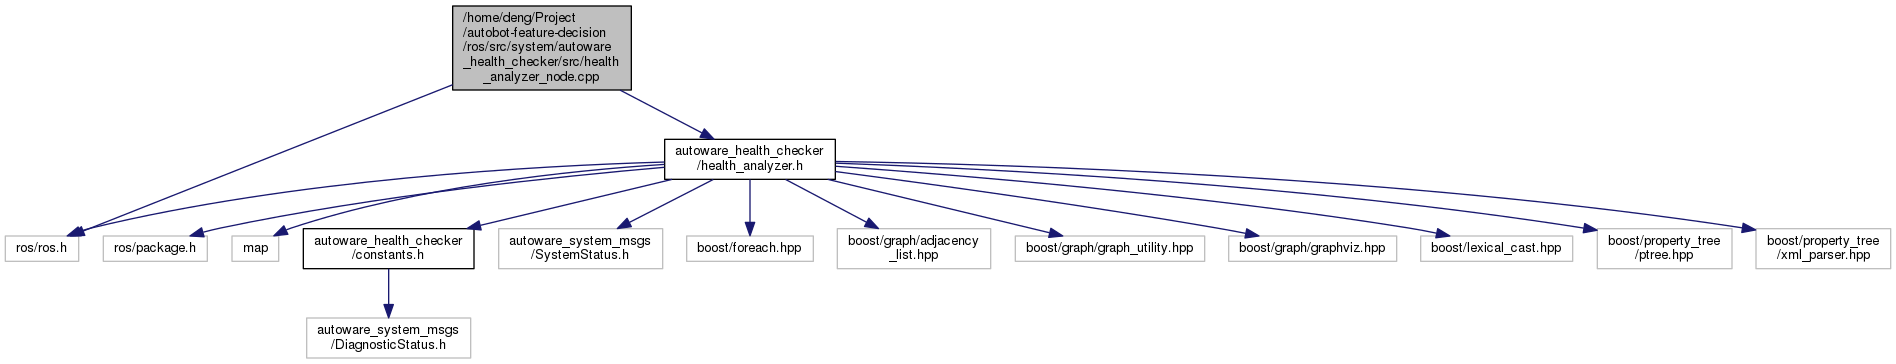 /home/deng/Project
/autobot-feature-decision
/ros/src/system/autoware
_health_checker/src/health
_analyzer_node.cpp
autoware_health_checker
/health_analyzer.h
ros/ros.h
ros/package.h
map
autoware_health_checker
/constants.h
autoware_system_msgs
/SystemStatus.h
boost/foreach.hpp
boost/graph/adjacency
_list.hpp
boost/graph/graph_utility.hpp
boost/graph/graphviz.hpp
boost/lexical_cast.hpp
boost/property_tree
/ptree.hpp
boost/property_tree
/xml_parser.hpp
autoware_system_msgs
/DiagnosticStatus.h